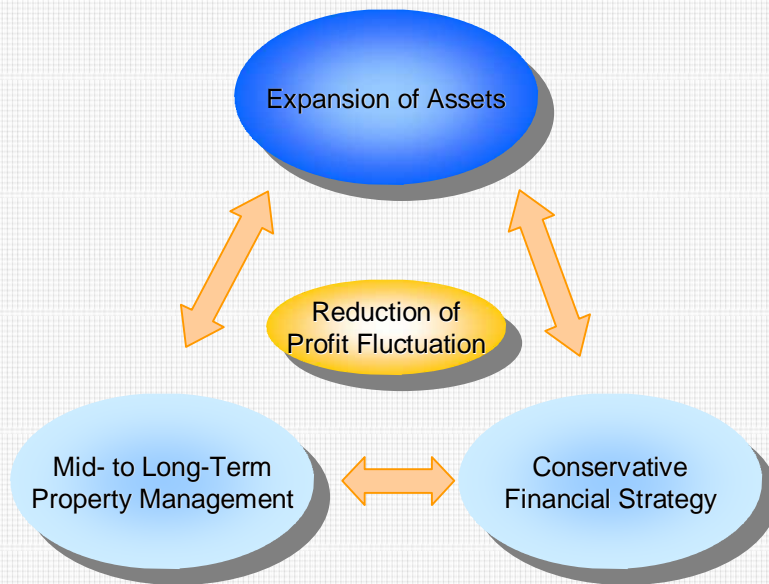 Expansion of Assets
Reduction of
Profit Fluctuation
Mid- to Long-Term
Property Management
Conservative
Financial Strategy